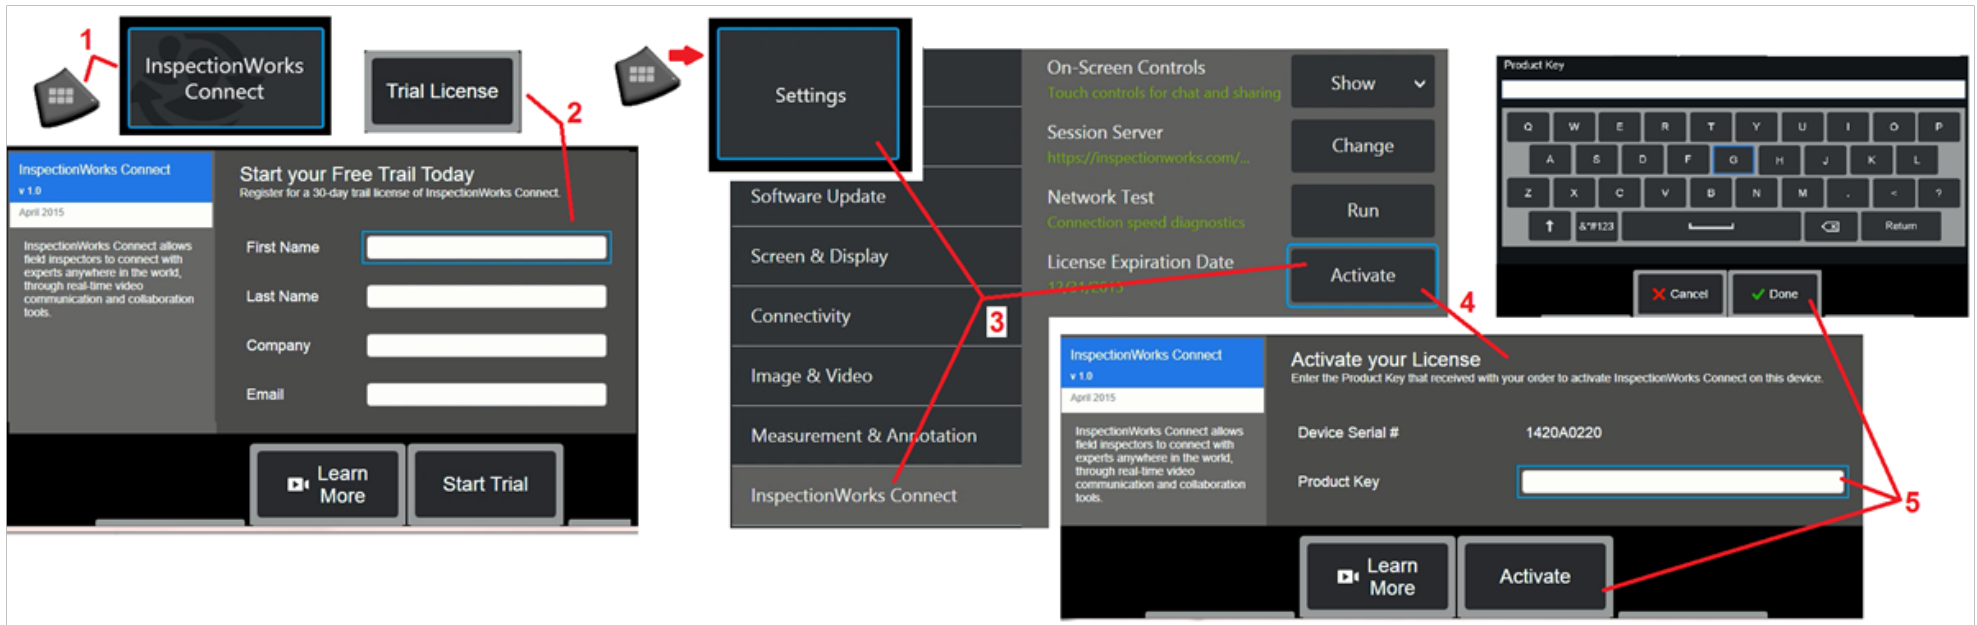 1
InspectionWorks
Connect
Trial License
2
InspectionWorks Connect
v 1.0
April 2015
InspectionWorks Connect allows
field inspectors to connect with
experts anywhere in the world,
through real-time video
communication and collaboration
tools.
Start your Free Trail Today
Register for a 30-day trail license of InspectionWorks Connect.
First Name
Last Name
Company
Email
Learn
More
Start Trial
Settings
Software Update
Screen & Display
Connectivity
Image & Video
Measurement & Annotation
InspectionWorks Connect
3
On-Screen Controls
Touch controls for chat and sharing
Show
Session Server
https://inspectionworks.com/...
Change
Network Test
Connection speed diagnostics
Run
License Expiration Date
12/31/2015
Activate
4
InspectionWorks Connect
v 1.0
April 2015
InspectionWorks Connect allows
field inspectors to connect with
experts anywhere in the world,
through real-time video
communication and collaboration
tools.
Activate your License
Enter the Product Key that received with your order to activate InspectionWorks Connect on this device.
Device Serial # 1420A0220
Product Key
Learn
More
Activate
Product Key
Q W E R T Y U I O P
A S D F G H J K L
Z X C V B N M . - ?
&*#123 Return
Cancel Done
5